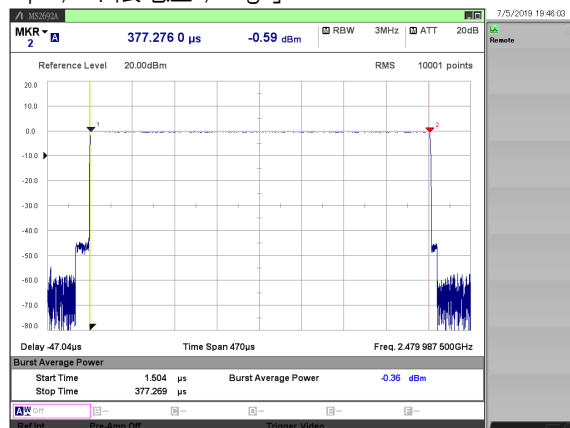 MS2692A
7/5/2019 19:46:03
MKR 2 A 377.276 0 µs -0.59 dBm M RBW 3MHz M ATT 20dB
Remote
Reference Level 20.00dBm RMS 10001 points
20.0
10.0
0.0
1
2
-10.0
-20.0
-30.0
-40.0
-50.0
-60.0
-70.0
-80.0
Delay -47.04µs Time Span 470µs Freq. 2.479 987 500GHz
Burst Average Power
Start Time 1.504 µs Burst Average Power -0.36 dBm
Stop Time 377.269 µs
A W Off B – C – D – E – F –
Ref.Int Pre-Amp Off Trigger Video